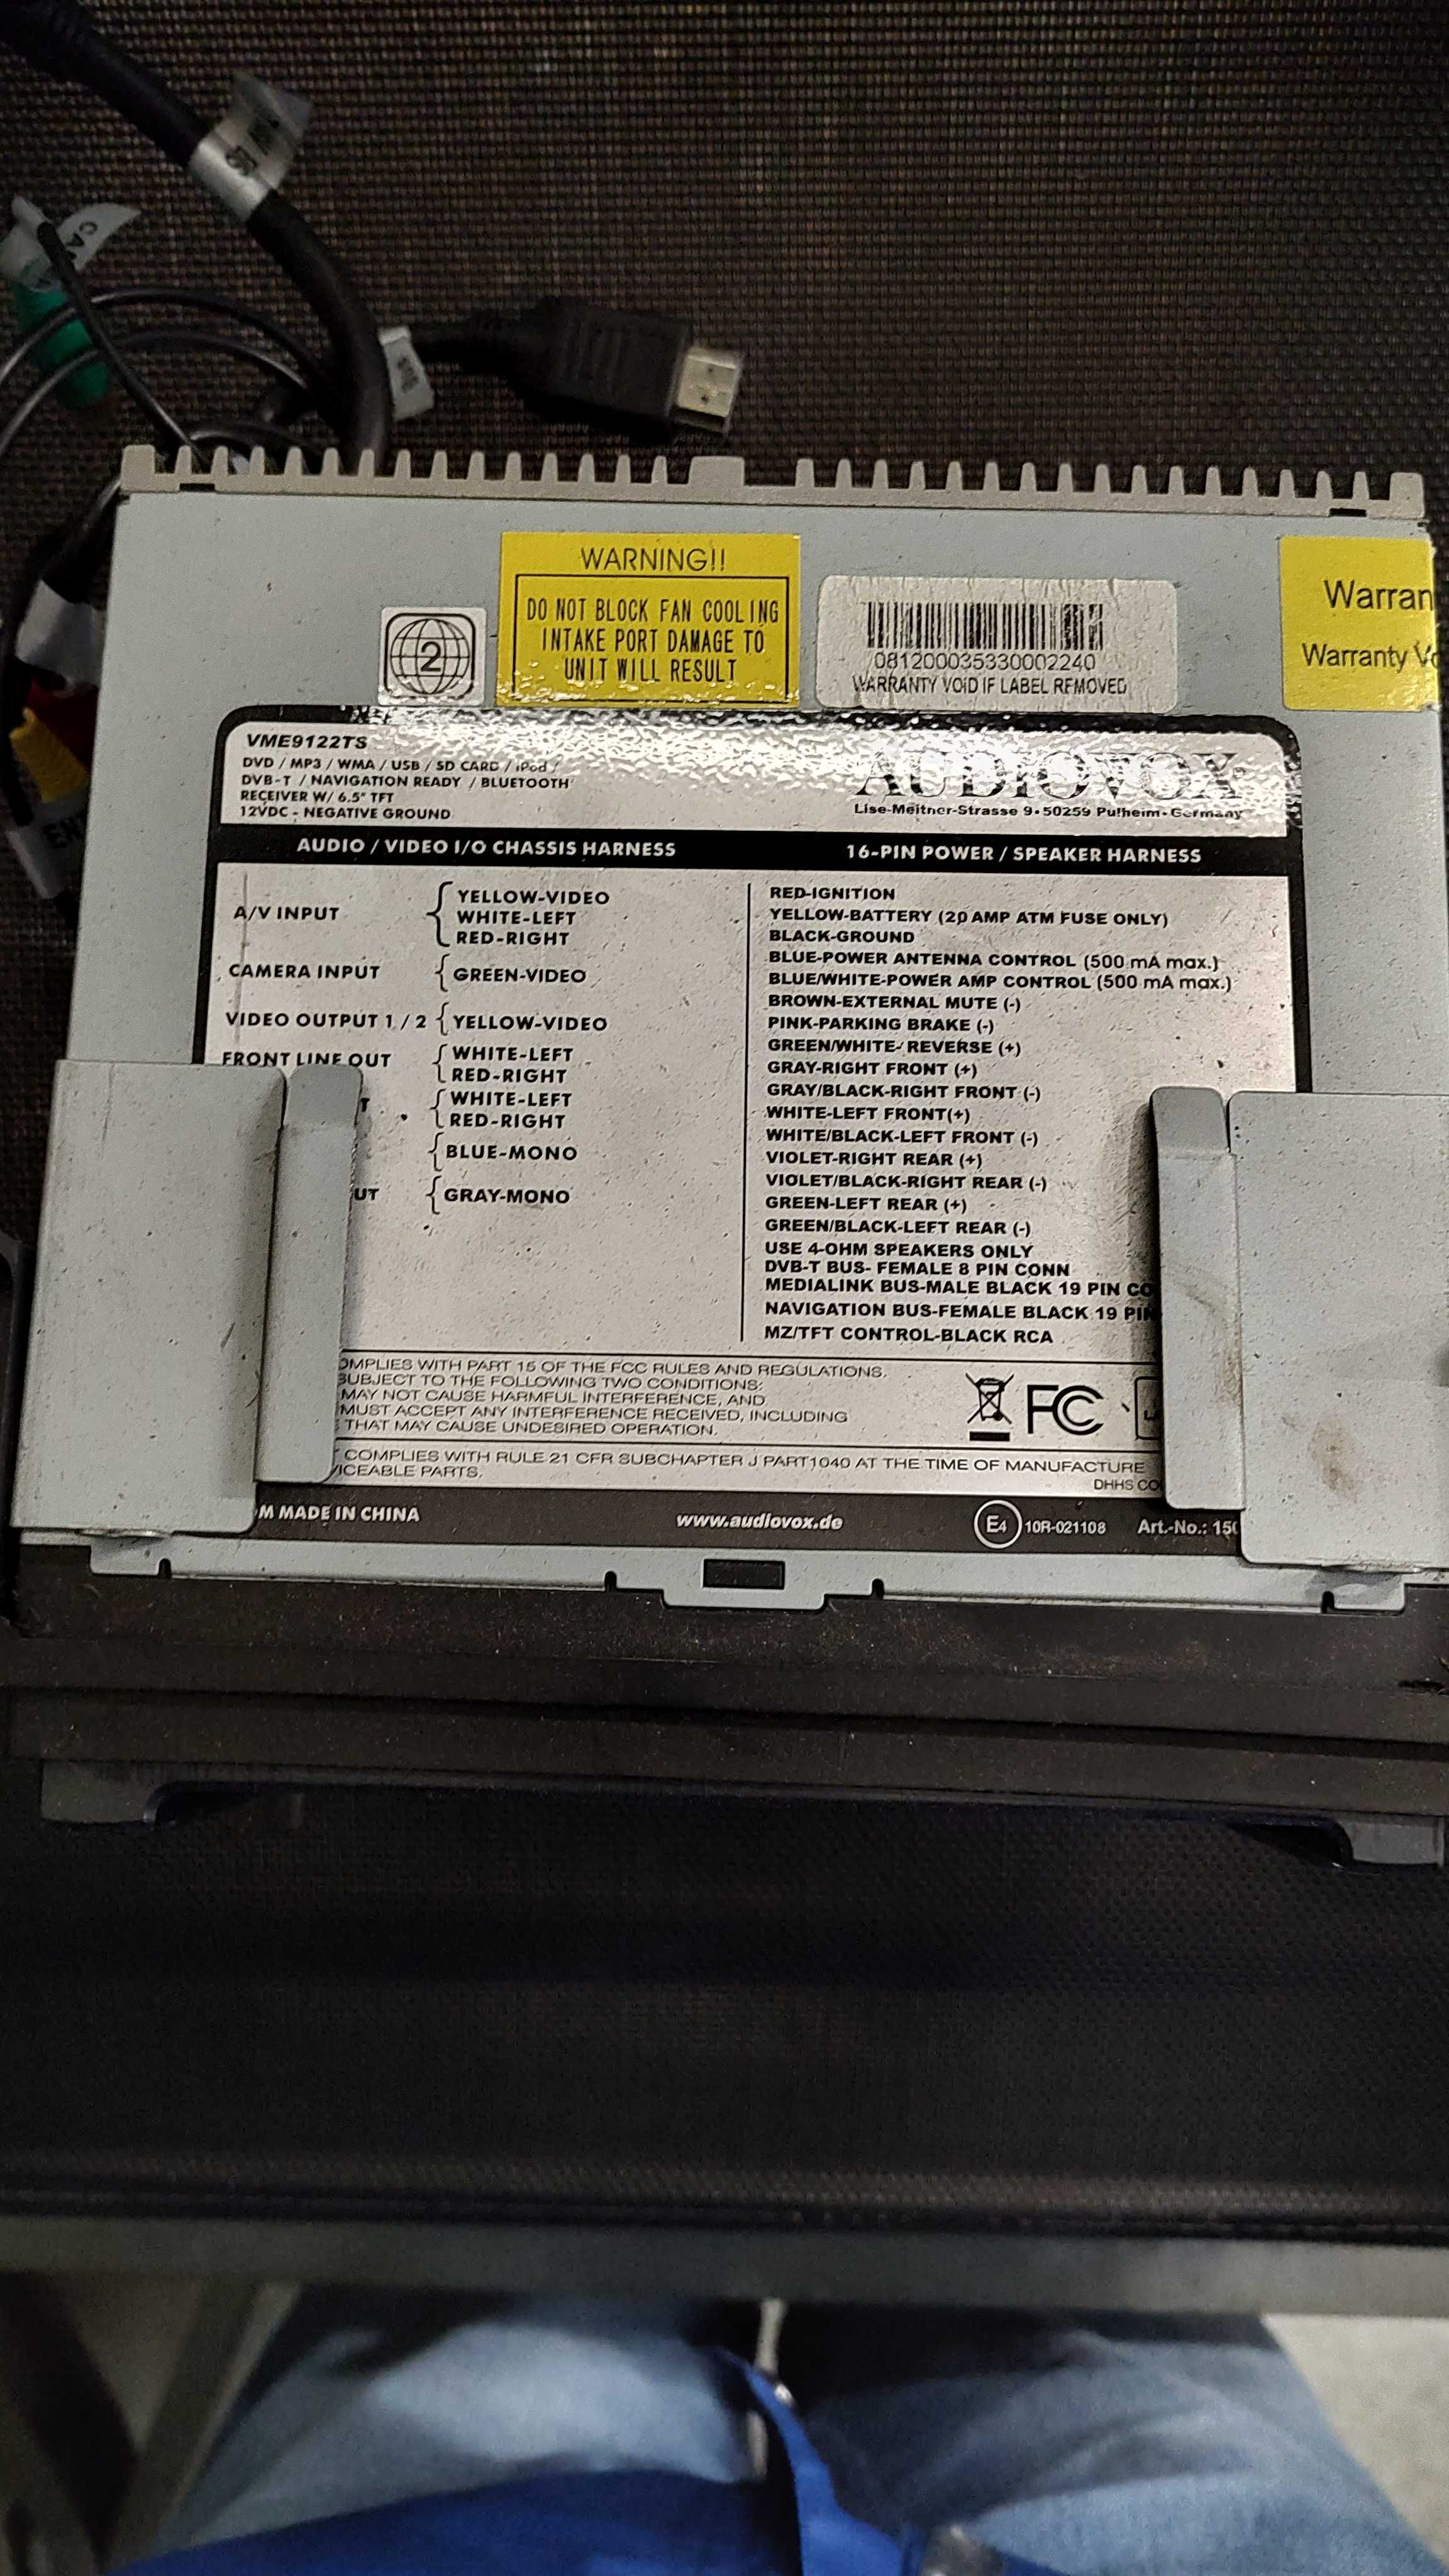 WARNING!!
DO NOT BLOCK FAN COOLING
INTAKE PORT DAMAGE TO
UNIT WILL RESULT
2
081200035330002240
WARRANTY VOID IF LABEL REMOVED
Warran
Warranty Vo
VME9122TS
DVD / MP3 / WMA / USB / SD CARD / iPod /
DVB-T / NAVIGATION READY / BLUETOOTH
RECEIVER W/ 6.5" TFT
12VDC - NEGATIVE GROUND
AUDIOVOX
Lise-Meitner-Strasse 9 • 50259 Pulheim - Germany
AUDIO / VIDEO I/O CHASSIS HARNESS
A/V INPUT
YELLOW-VIDEO
WHITE-LEFT
RED-RIGHT
CAMERA INPUT
GREEN-VIDEO
VIDEO OUTPUT 1 / 2
YELLOW-VIDEO
FRONT LINE OUT
WHITE-LEFT
RED-RIGHT
T
WHITE-LEFT
RED-RIGHT
BLUE-MONO
UT
GRAY-MONO
16-PIN POWER / SPEAKER HARNESS
RED-IGNITION
YELLOW-BATTERY (20 AMP ATM FUSE ONLY)
BLACK-GROUND
BLUE-POWER ANTENNA CONTROL (500 mA max.)
BLUE/WHITE-POWER AMP CONTROL (500 mA max.)
BROWN-EXTERNAL MUTE (-)
PINK-PARKING BRAKE (-)
GREEN/WHITE- REVERSE (+)
GRAY-RIGHT FRONT (+)
GRAY/BLACK-RIGHT FRONT (-)
WHITE-LEFT FRONT(+)
WHITE/BLACK-LEFT FRONT (-)
VIOLET-RIGHT REAR (+)
VIOLET/BLACK-RIGHT REAR (-)
GREEN-LEFT REAR (+)
GREEN/BLACK-LEFT REAR (-)
USE 4-OHM SPEAKERS ONLY
DVB-T BUS- FEMALE 8 PIN CONN
MEDIALINK BUS-MALE BLACK 19 PIN CO
NAVIGATION BUS-FEMALE BLACK 19 PIN
MZ/TFT CONTROL-BLACK RCA
OMPLIES WITH PART 15 OF THE FCC RULES AND REGULATIONS.
SUBJECT TO THE FOLLOWING TWO CONDITIONS:
MAY NOT CAUSE HARMFUL INTERFERENCE, AND
MUST ACCEPT ANY INTERFERENCE RECEIVED, INCLUDING
THAT MAY CAUSE UNDESIRED OPERATION.
FC
COMPLIES WITH RULE 21 CFR SUBCHAPTER J PART1040 AT THE TIME OF MANUFACTURE
ICEABLE PARTS.
DHHS CO
M MADE IN CHINA
www.audiovox.de
E4
10R-021108
Art.-No.: 150